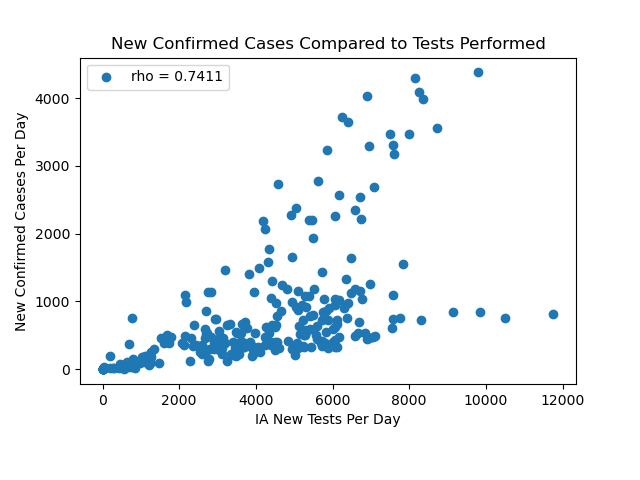 New Confirmed Cases Compared to Tests Performed
rho = 0.7411
New Confirmed Caeses Per Day
4000
3000
2000
1000
0
0 2000 4000 6000 8000 10000 12000
IA New Tests Per Day